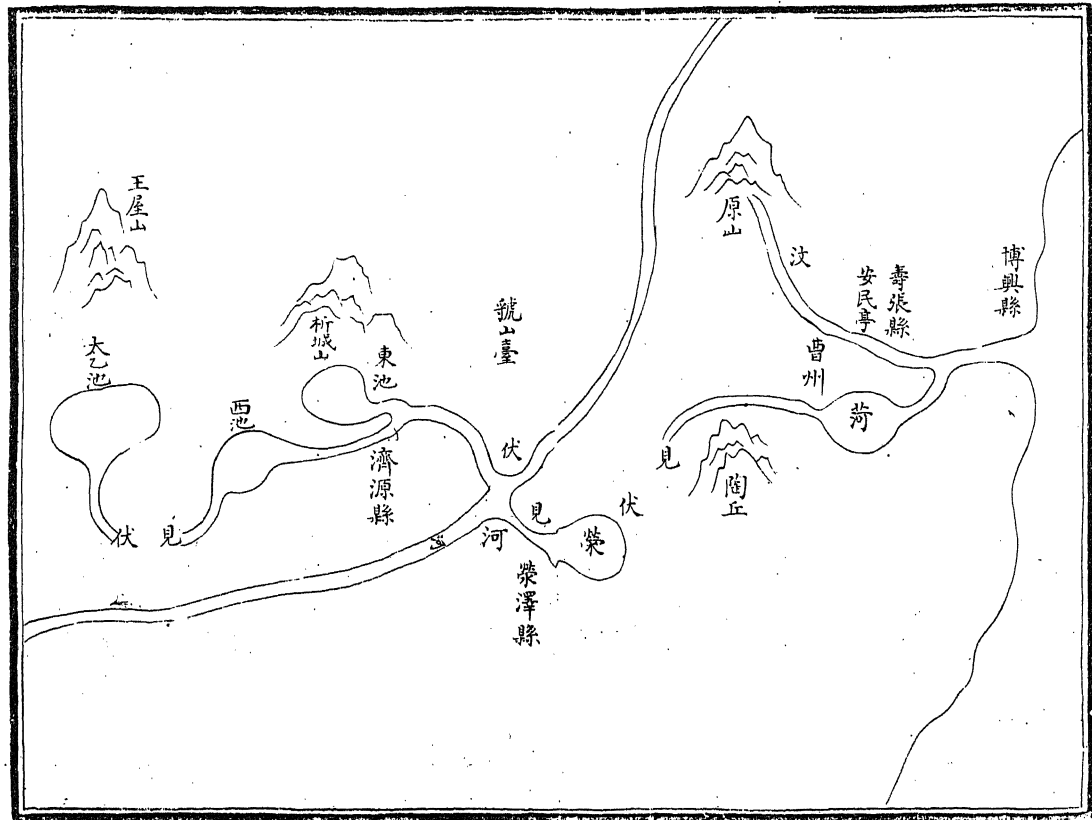 博興縣
壽張縣
安民亭
汶
原山
曹州
菏
陶丘
見
伏
滎
見
滎澤縣
伏
河
號山臺
東池
析城山
濟源縣
西池
見
伏
王屋山
太乙池